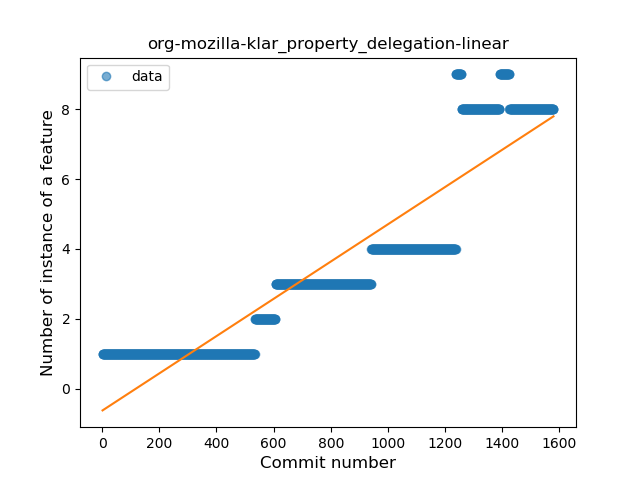 org-mozilla-klar_property_delegation-linear
data
Number of instance of a feature
8
6
4
2
0
0 200 400 600 800 1000 1200 1400 1600
Commit number